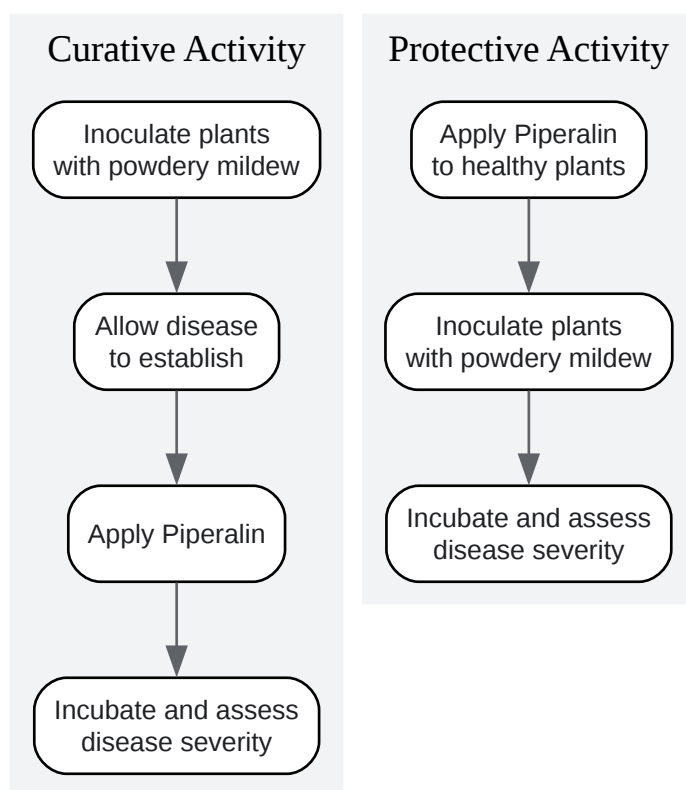 Curative Activity
Inoculate plants
with powdery mildew
Allow disease
to establish
Apply Piperalin
Incubate and assess
disease severity
Protective Activity
Apply Piperalin
to healthy plants
Inoculate plants
with powdery mildew
Incubate and assess
disease severity